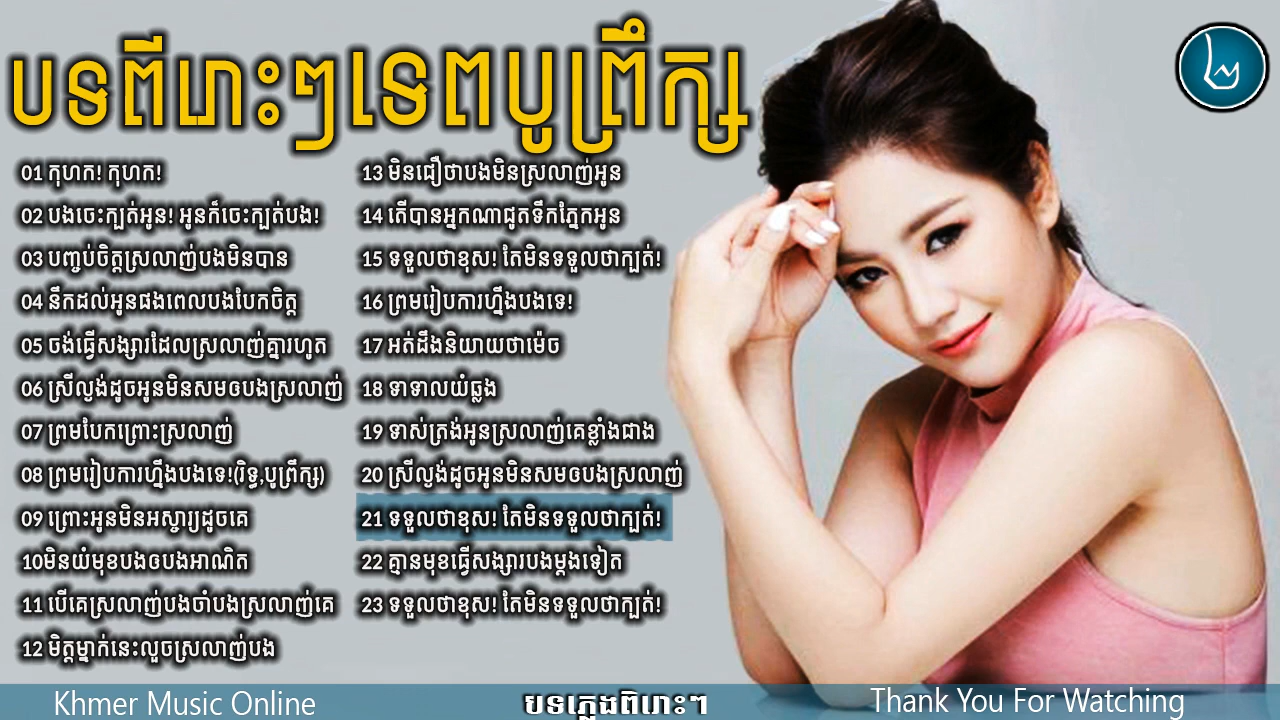 បទពីរោះៗទេពបូព្រឹក្ស
01 កុហក! កុហក!
02 បងចេះក្បត់អូន! អូនក៏ចេះក្បត់បង!
03 បញ្ចប់ចិត្តស្រលាញ់បងមិនបាន
04 នឹកដល់អូនផងពេលបងបែកចិត្ត
05 ចង់ធ្វើសង្សារដែលស្រលាញ់គ្នារហូត
06 ស្រីល្ងង់ដូចអូនមិនសមឲបងស្រលាញ់
07 ព្រមបែកព្រោះស្រលាញ់
08 ព្រមរៀបការហ្នឹងបងទេ!(រិទ្ធ,បូព្រឹក្ស)
09 ព្រោះអូនមិនអស្ចារ្យដូចគេ
10មិនយំមុខបងឲបងអាណិត
11 បើគេស្រលាញ់បងចាំបងស្រលាញ់គេ
12 មិត្តម្នាក់នេះលួចស្រលាញ់បង
13 មិនជឿថាបងមិនស្រលាញ់អូន
14 តើបានអ្នកណាជូតទឹកភ្នែកអូន
15 ទទួលថាខុស! តែមិនទទួលថាក្បត់!
16 ព្រមរៀបការហ្នឹងបងទេ!
17 អត់ដឹងនិយាយថាម៉េច
18 ទាទាលយំឆ្លង
19 ទាស់ត្រង់អូនស្រលាញ់គេខ្លាំងជាង
20 ស្រីល្ងង់ដូចអូនមិនសមឲបងស្រលាញ់
21 ទទួលថាខុស! តែមិនទទួលថាក្បត់!
22 គ្មានមុខធ្វើសង្សារបងម្ដងទៀត
23 ទទួលថាខុស! តែមិនទទួលថាក្បត់!
Khmer Music Online
បទភ្លេងពិរោះៗ
Thank You For Watching